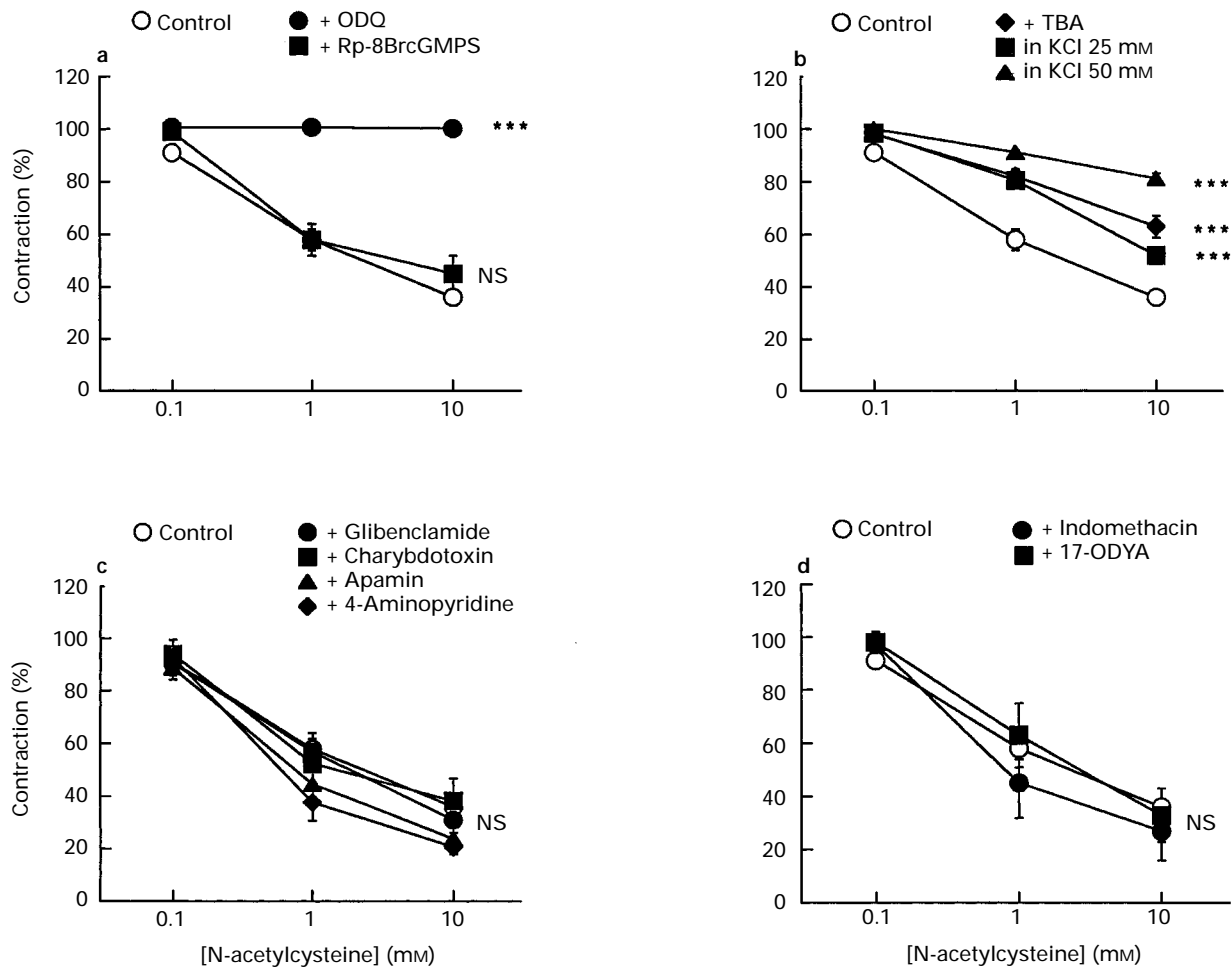 Control
+ ODQ
+ Rp-8BrcGMPS
a
120
100
80
60
40
20
0
Contraction (%)
***
NS
0.1 1 10
Control
+ TBA
in KCl 25 mM
in KCl 50 mM
b
120
100
80
60
40
20
0
***
***
***
0.1 1 10
Control
+ Glibenclamide
+ Charybdotoxin
+ Apamin
+ 4-Aminopyridine
c
120
100
80
60
40
20
0
Contraction (%)
NS
0.1 1 10
[N-acetylcysteine] (mM)
Control
+ Indomethacin
+ 17-ODYA
d
120
100
80
60
40
20
0
NS
0.1 1 10
[N-acetylcysteine] (mM)